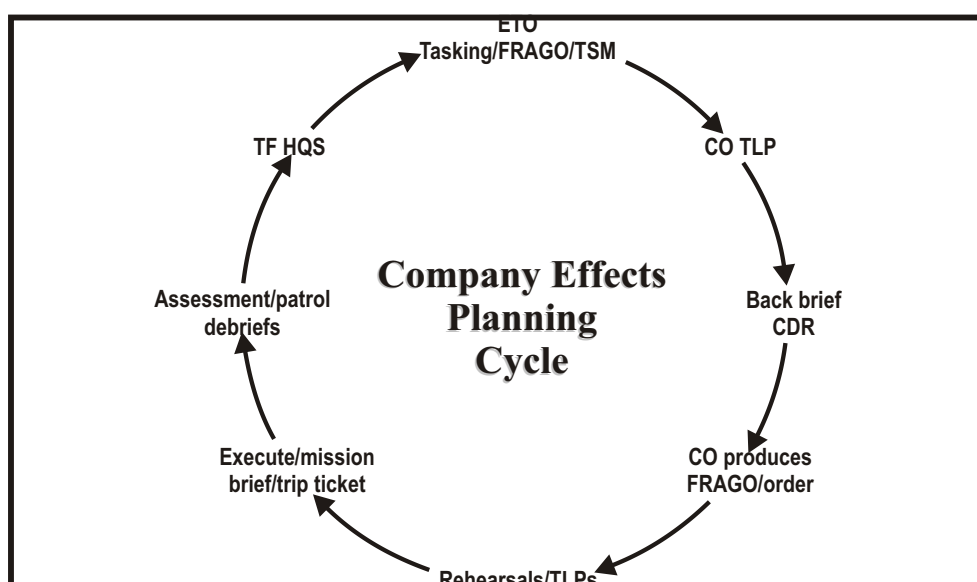 ETO
Tasking/FRAGO/TSM
TF HQS
CO TLP
Company Effects
Planning
Cycle
Assessment/patrol
debriefs
Back brief
CDR
Execute/mission
brief/trip ticket
CO produces
FRAGO/order
Rehearsals/TLPs